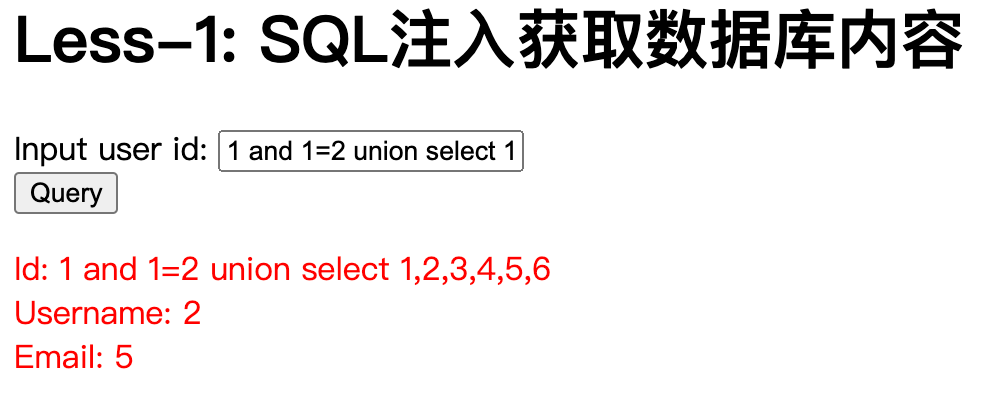 Less-1: SQL注入获取数据库内容
Input user id: 1 and 1=2 union select 1
Query
Id: 1 and 1=2 union select 1,2,3,4,5,6
Username: 2
Email: 5